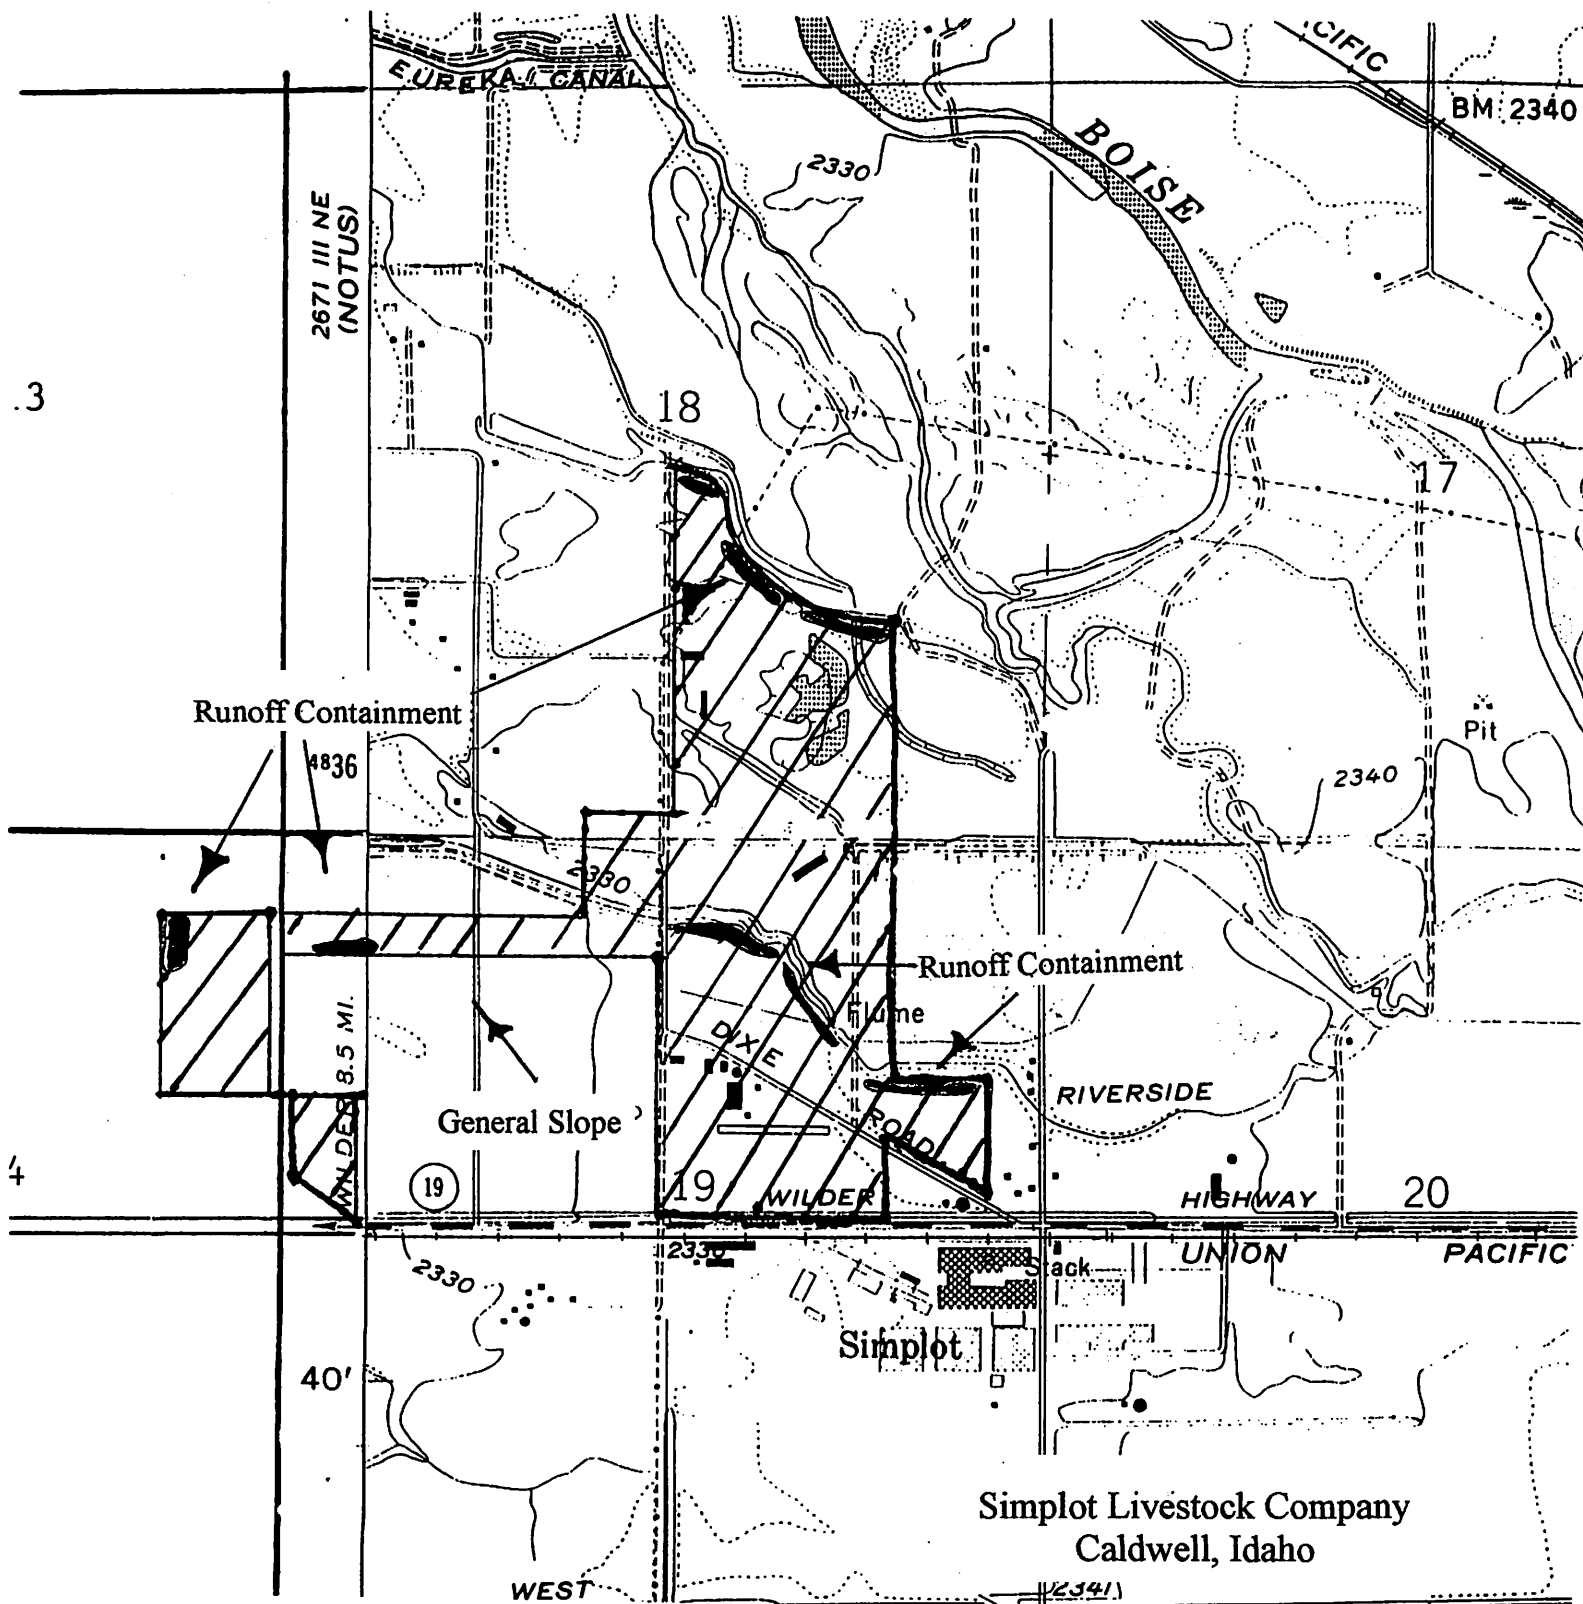 CIFIC
EUREKA CANAL
BM 2340
BOISE
2330
2671 III NE
(NOTUS)
.3
18
17
Runoff Containment
4836
Pit
2340
2330
Runoff Containment
Flume
DIXE
ROAD
WILDER 8.5 MI.
RIVERSIDE
General Slope
4
19
19
WILDER
HIGHWAY
20
2330
2330
Stack
UNION
PACIFIC
Simplot
40'
Simplot Livestock Company
Caldwell, Idaho
WEST
2341